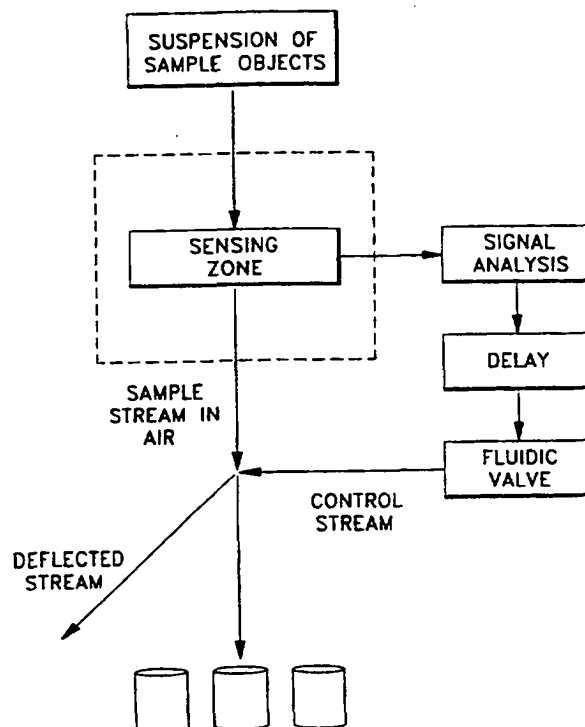 SUSPENSION OF
SAMPLE OBJECTS
SENSING
ZONE
SIGNAL
ANALYSIS
DELAY
SAMPLE
STREAM IN
AIR
FLUIDIC
VALVE
CONTROL
STREAM
DEFLECTED
STREAM